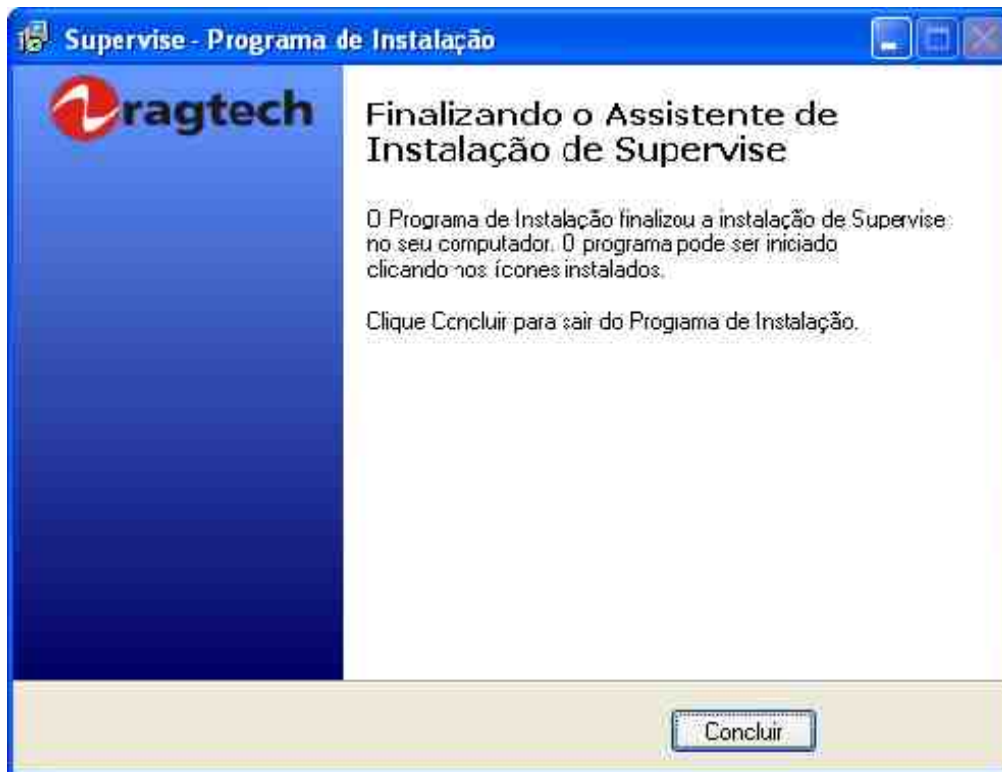 Supervise - Programa de Instalação
ragtech
Finalizando o Assistente de
Instalação de Supervise
O Programa de Instalação finalizou a instalação de Supervise
no seu computador. O programa pode ser iniciado
clicando nos ícones instalados.
Clique Concluir para sair do Programa de Instalação.
Concluir